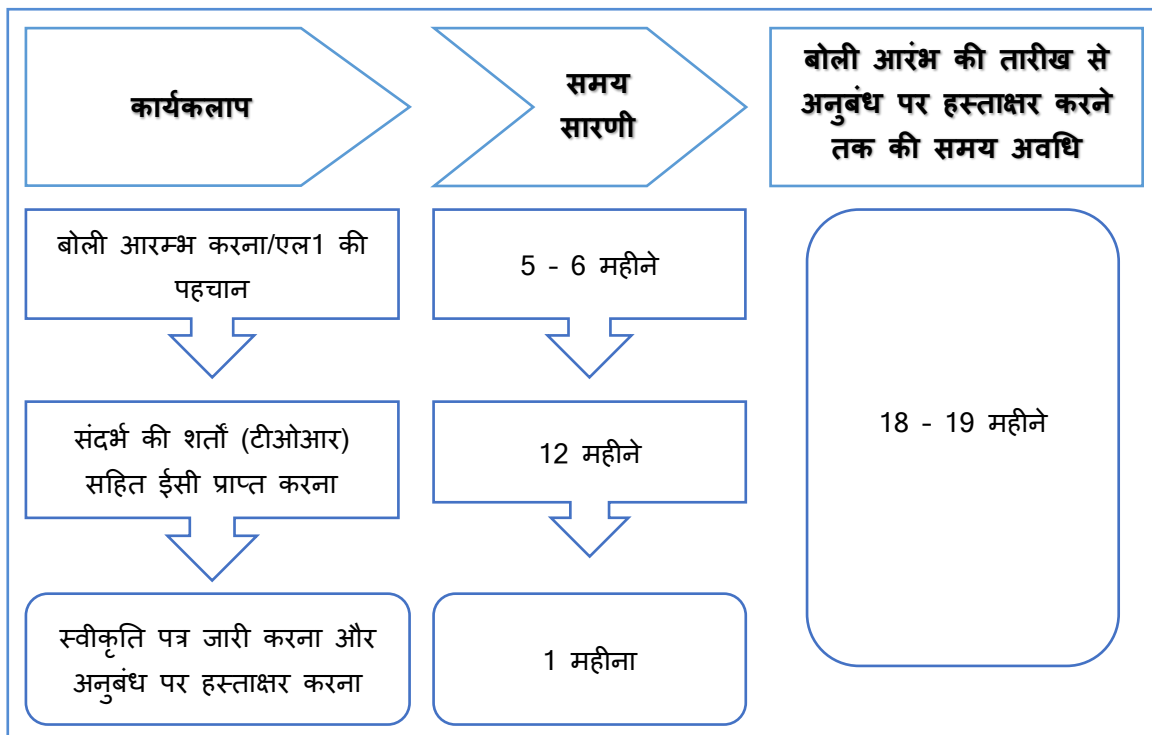 कार्यकलाप
समय
सारणी
बोली आरंभ की तारीख से
अनुबंध पर हस्ताक्षर करने
तक की समय अवधि
बोली आरम्भ करना/एल1 की
पहचान
5 - 6 महीने
18 - 19 महीने
संदर्भ की शर्तों (टीओआर)
सहित ईसी प्राप्त करना
12 महीने
स्वीकृति पत्र जारी करना और
अनुबंध पर हस्ताक्षर करना
1 महीना